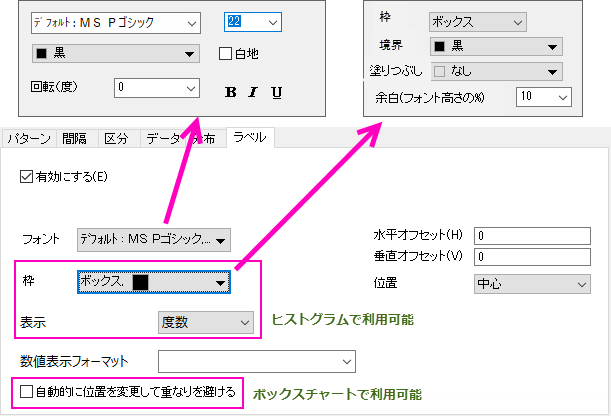 デフォルト：ＭＳ Ｐゴシック 22
黒 白地
回転(度) 0 B I U
枠 ボックス
境界 黒
塗りつぶし なし
余白(フォント高さの%) 10
パターン 間隔 区分 データ 布 ラベル
有効にする(E)
フォント デフォルト：ＭＳ Ｐゴシック,... 水平オフセット(H) 0
垂直オフセット(V) 0
枠 ボックス, 位置 中心
表示 度数 ヒストグラムで利用可能
数値表示フォーマット
自動的に位置を変更して重なりを避ける ボックスチャートで利用可能